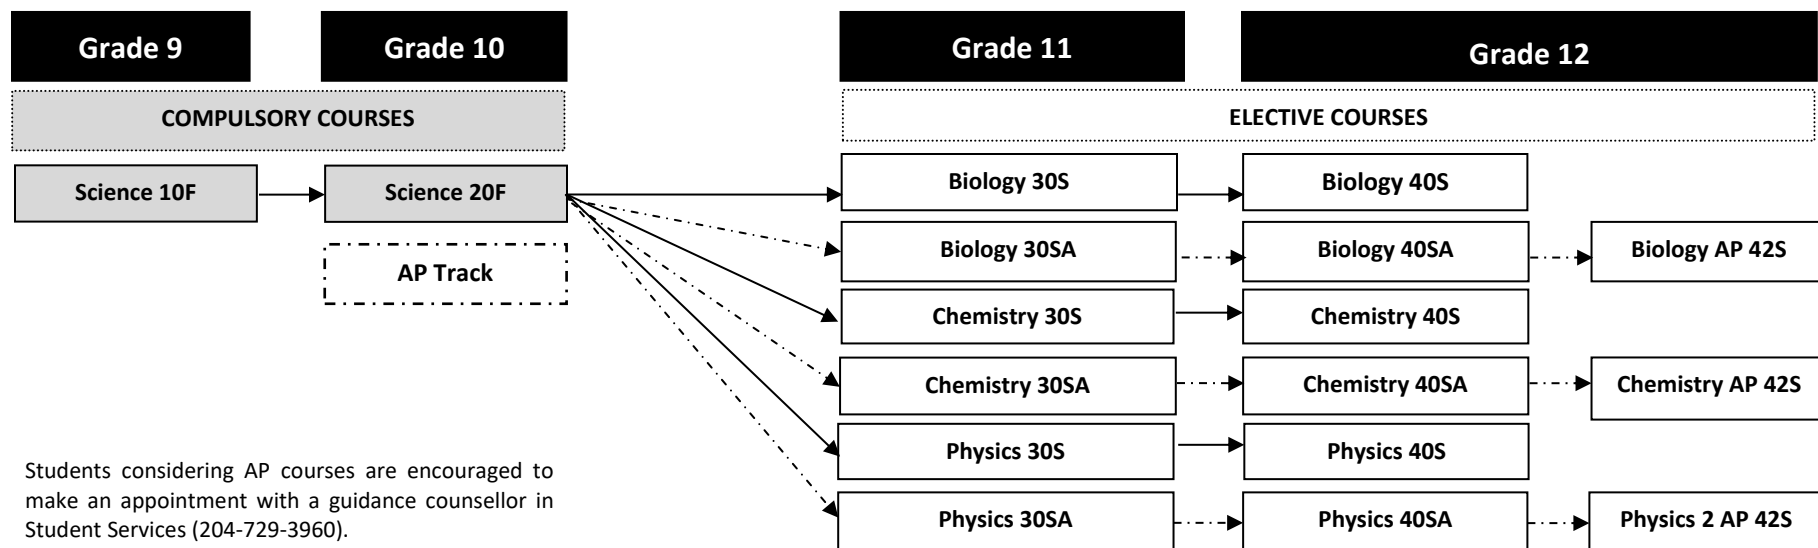 Grade 9
Grade 10
Grade 11
Grade 12
COMPULSORY COURSES
ELECTIVE COURSES
Science 10F
Science 20F
Biology 30S
Biology 40S
AP Track
Biology 30SA
Biology 40SA
Biology AP 42S
Chemistry 30S
Chemistry 40S
Chemistry 30SA
Chemistry 40SA
Chemistry AP 42S
Physics 30S
Physics 40S
Physics 30SA
Physics 40SA
Physics 2 AP 42S
Students considering AP courses are encouraged to
make an appointment with a guidance counsellor in
Student Services (204-729-3960).